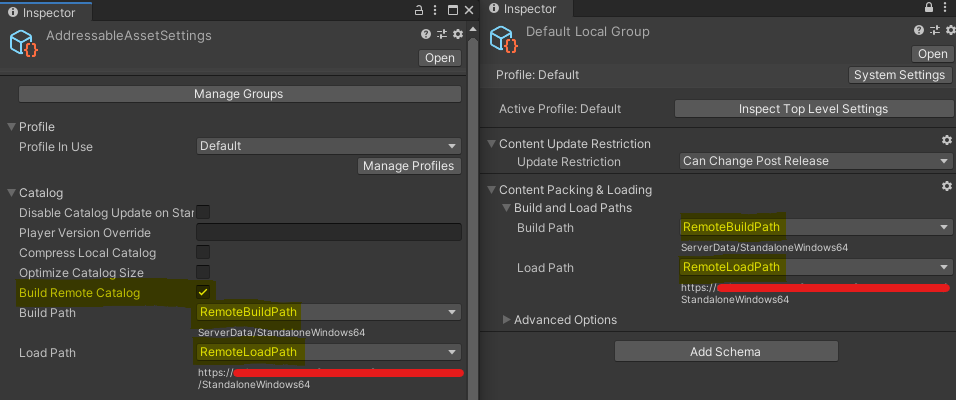 Inspector
AddressableAssetSettings
Open
Manage Groups
Profile
Profile In Use
Default
Manage Profiles
Catalog
Disable Catalog Update on Star
Player Version Override
Compress Local Catalog
Optimize Catalog Size
Build Remote Catalog
Build Path
RemoteBuildPath
ServerData/StandaloneWindows64
Load Path
RemoteLoadPath
https://
/StandaloneWindows64
Inspector
Default Local Group
Open
Profile: Default
System Settings
Active Profile: Default
Inspect Top Level Settings
Content Update Restriction
Update Restriction
Can Change Post Release
Content Packing & Loading
Build and Load Paths
Build Path
RemoteBuildPath
ServerData/StandaloneWindows64
Load Path
RemoteLoadPath
https:/
StandaloneWindows64
Advanced Options
Add Schema